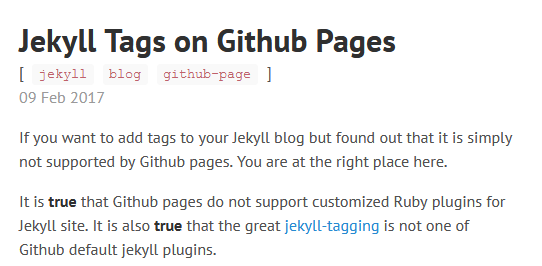 Jekyll Tags on Github Pages
[ jekyll blog github-page ]
09 Feb 2017
If you want to add tags to your Jekyll blog but found out that it is simply
not supported by Github pages. You are at the right place here.
It is true that Github pages do not support customized Ruby plugins for
Jekyll site. It is also true that the great jekyll-tagging is not one of
Github default jekyll plugins.